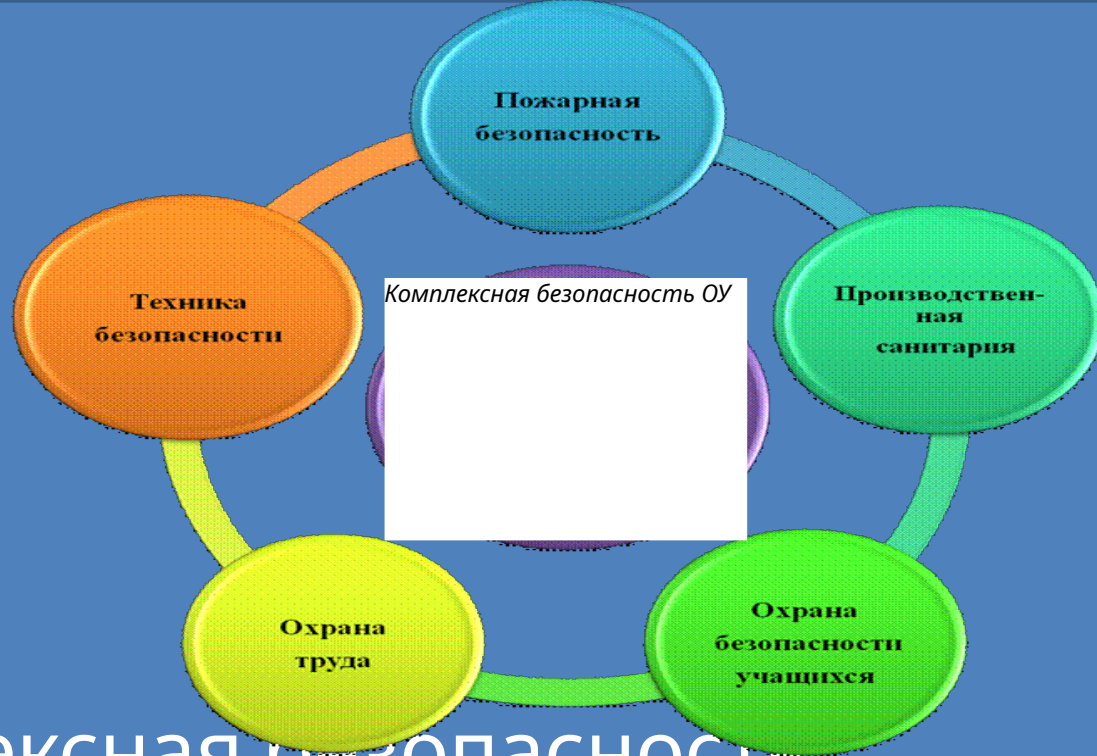 Пожарная
безопасность
Техника
безопасности
Комплексная безопасность ОУ
Производствен-
ная
санитария
Охрана
труда
Охрана
безопасности
учащихся